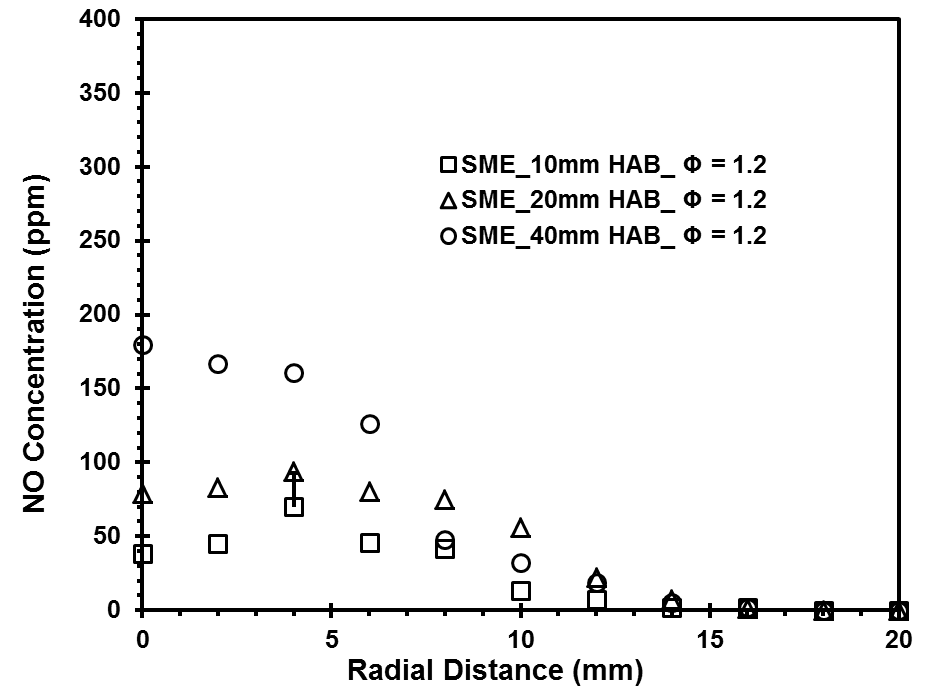 400
350
300
250
200
150
100
50
0
NO Concentration (ppm)
SME_10mm HAB_ Φ = 1.2
SME_20mm HAB_ Φ = 1.2
SME_40mm HAB_ Φ = 1.2
0 5 10 15 20
Radial Distance (mm)